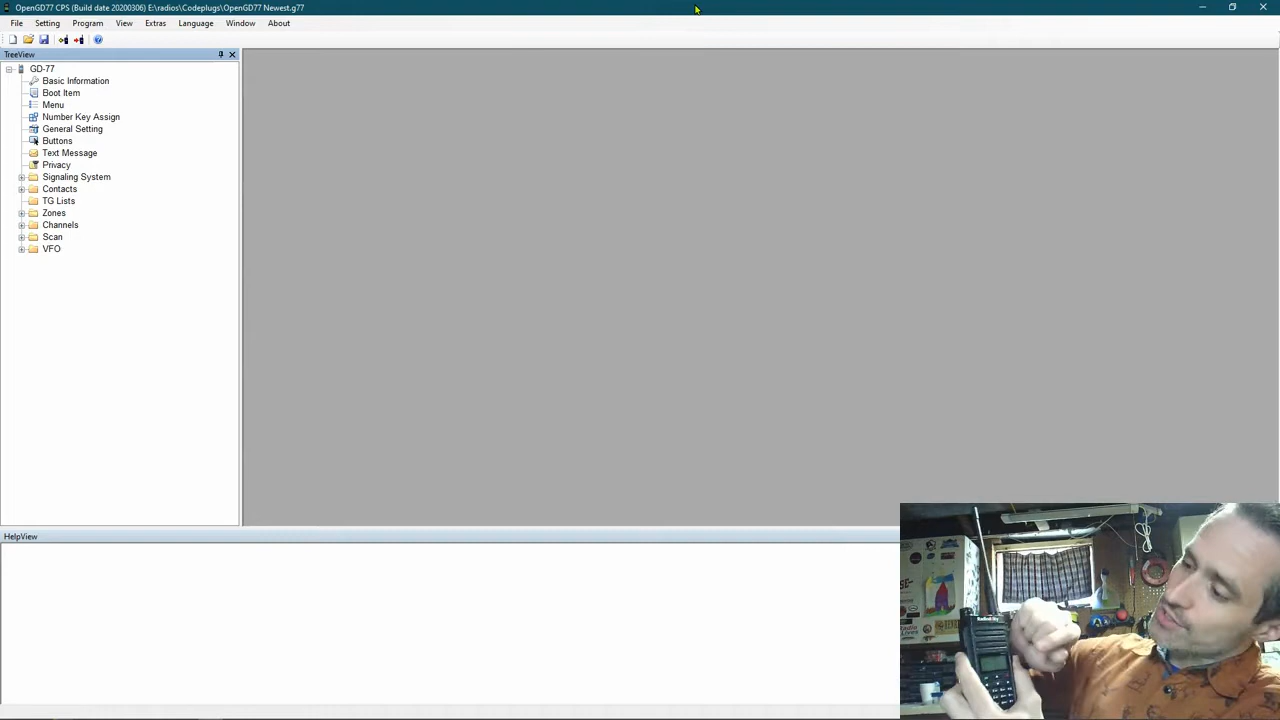 OpenGD77 CPS (Build date 20200306) E:\radios\Codeplugs\OpenGD77 Newest.g77
File Setting Program View Extras Language Window About
TreeView
GD-77
Basic Information
Boot Item
Menu
Number Key Assign
General Setting
Buttons
Text Message
Privacy
Signaling System
Contacts
TG Lists
Zones
Channels
Scan
VFO
HelpView